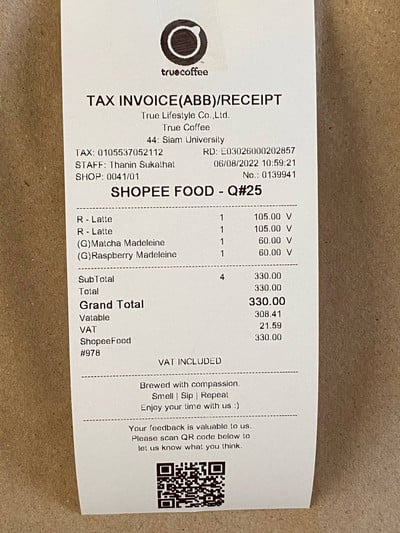 truecoffee
TAX INVOICE(ABB)/RECEIPT
True Lifestyle Co.,Ltd.
True Coffee
44: Siam University
TAX: 0105537052112 RD: E03026000202857
STAFF: Thanin Sukathat 06/08/2022 10:59:21
SHOP: 0041/01 No.: 0139941
SHOPEE FOOD - Q#25
R - Latte 1 105.00 V
R - Latte 1 105.00 V
(G)Matcha Madeleine 1 60.00 V
(G)Raspberry Madeleine 1 60.00 V
SubTotal 4 330.00
Total 330.00
Grand Total 330.00
Vatable 308.41
VAT 21.59
ShopeeFood 330.00
#978
VAT INCLUDED
Brewed with compassion.
Smell | Sip | Repeat
Enjoy your time with us :)
Your feedback is valuable to us.
Please scan QR code below to
let us know what you think.